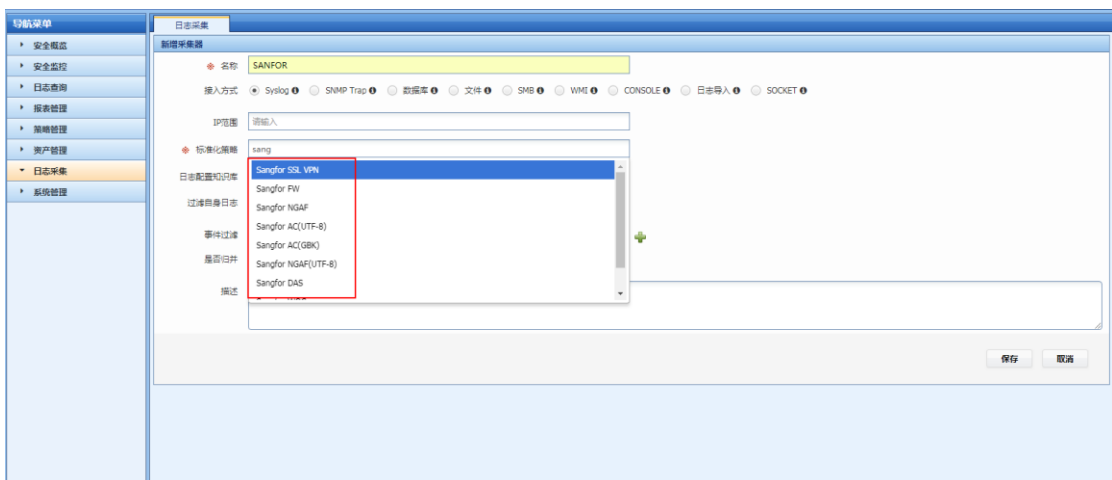 导航菜单
安全概览
安全监控
日志查询
报表管理
策略管理
资产管理
日志采集
系统管理
日志采集
新增采集器
※ 名称 SANFOR
接入方式 Syslog SNMP Trap 数据库 文件 SMB WMI CONSOLE 日志导入 SOCKET
IP范围 请输入
※ 标准化策略 sang
日志配置知识库
过滤自身日志
事件过滤
是否归并
描述
Sangfor SSL VPN
Sangfor FW
Sangfor NGAF
Sangfor AC(UTF-8)
Sangfor AC(GBK)
Sangfor NGAF(UTF-8)
Sangfor DAS
保存 取消